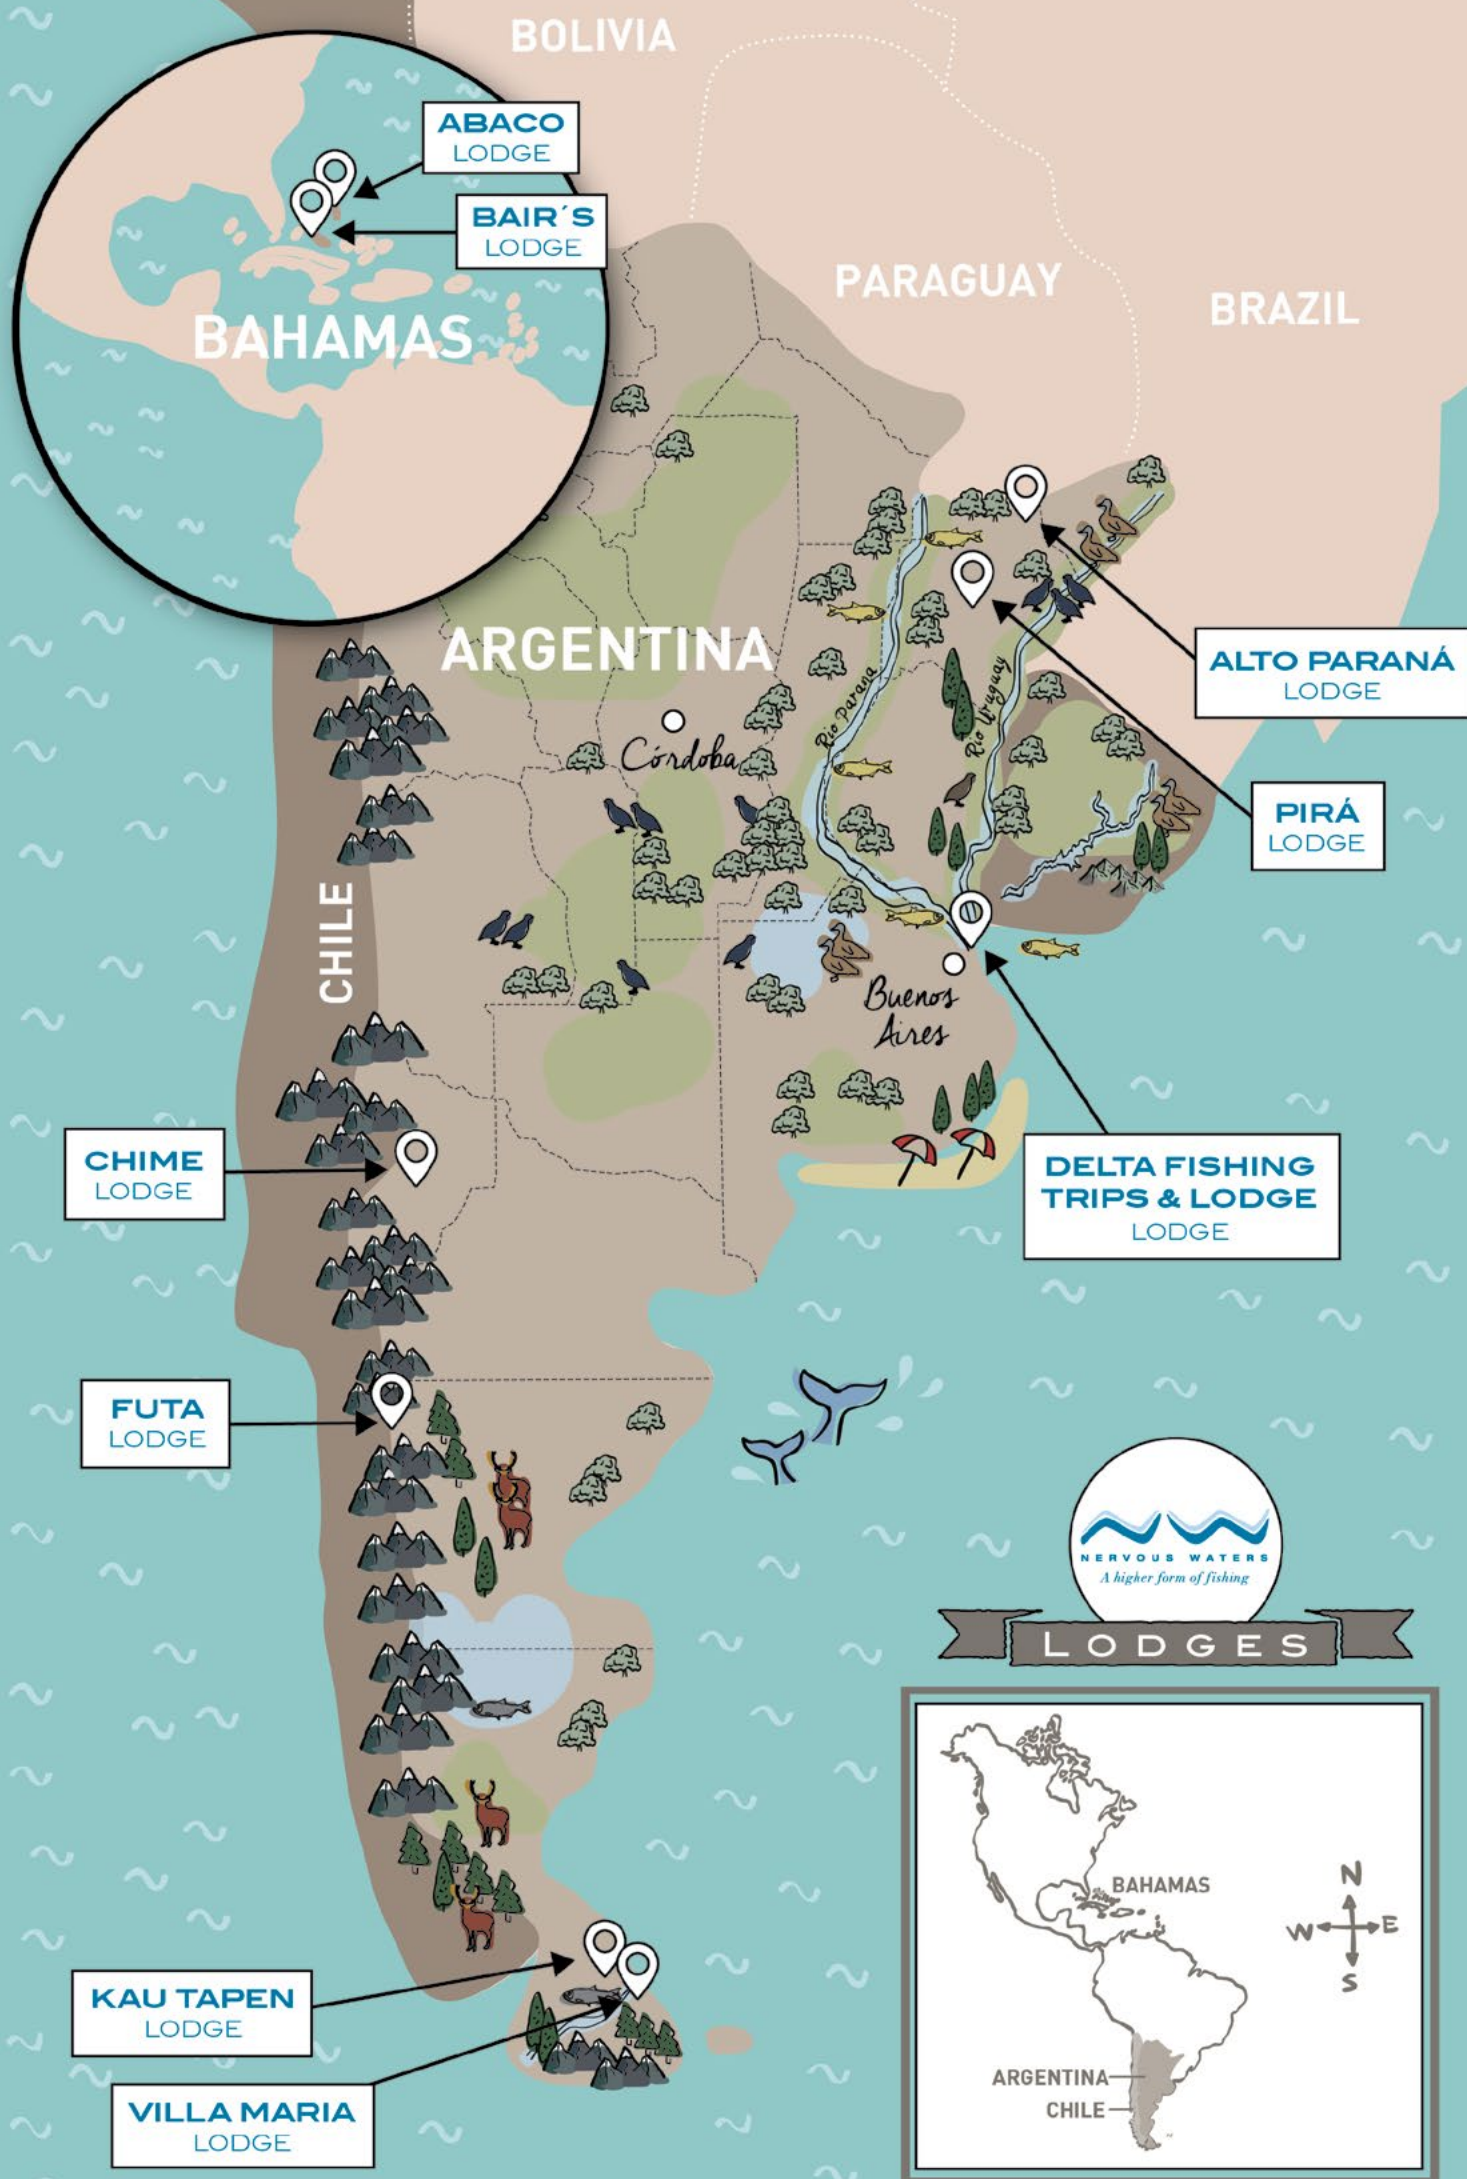 BOLIVIA
ABACO
LODGE
BAIR´S
LODGE
BAHAMAS
PARAGUAY
BRAZIL
ARGENTINA
Rio Paraná
Rio Uruguay
ALTO PARANÁ
LODGE
Córdoba
PIRÁ
LODGE
CHILE
Buenos
Aires
CHIME
LODGE
DELTA FISHING
TRIPS & LODGE
LODGE
FUTA
LODGE
NERVOUS WATERS
A higher form of fishing
LODGES
KAU TAPEN
LODGE
VILLA MARIA
LODGE
BAHAMAS
N
W E
S
ARGENTINA
CHILE